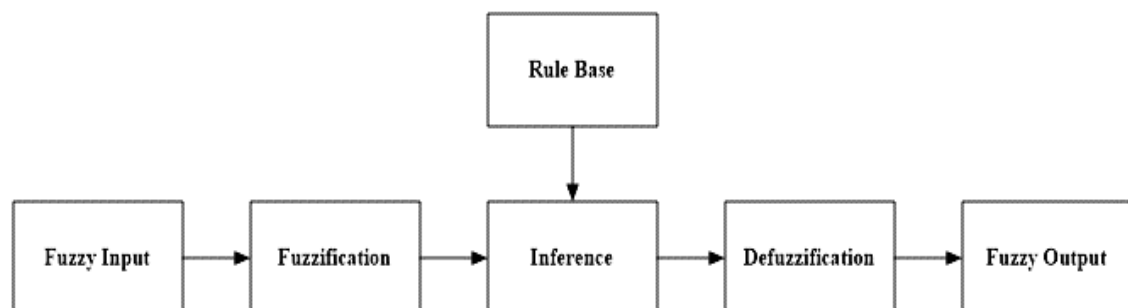 Rule Base
Fuzzy Input
Fuzzification
Inference
Defuzzification
Fuzzy Output